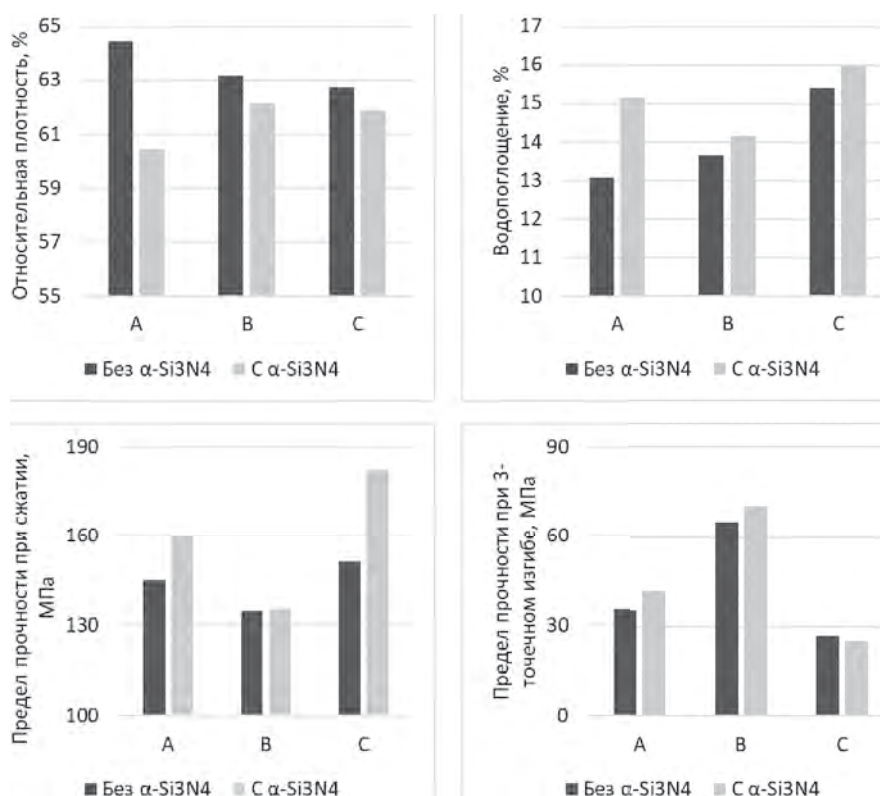 Относительная плотность, %
65
63
61
59
57
55
A
B
C
Без α-Si3N4
С α-Si3N4
Водопоглощение, %
17
16
15
14
13
12
11
10
A
B
C
Без α-Si3N4
С α-Si3N4
Предел прочности при сжатии,
МПа
190
160
130
100
A
B
C
Без α-Si3N4
С α-Si3N4
Предел прочности при 3-
точечном изгибе, МПа
90
60
30
0
A
B
C
Без α-Si3N4
С α-Si3N4